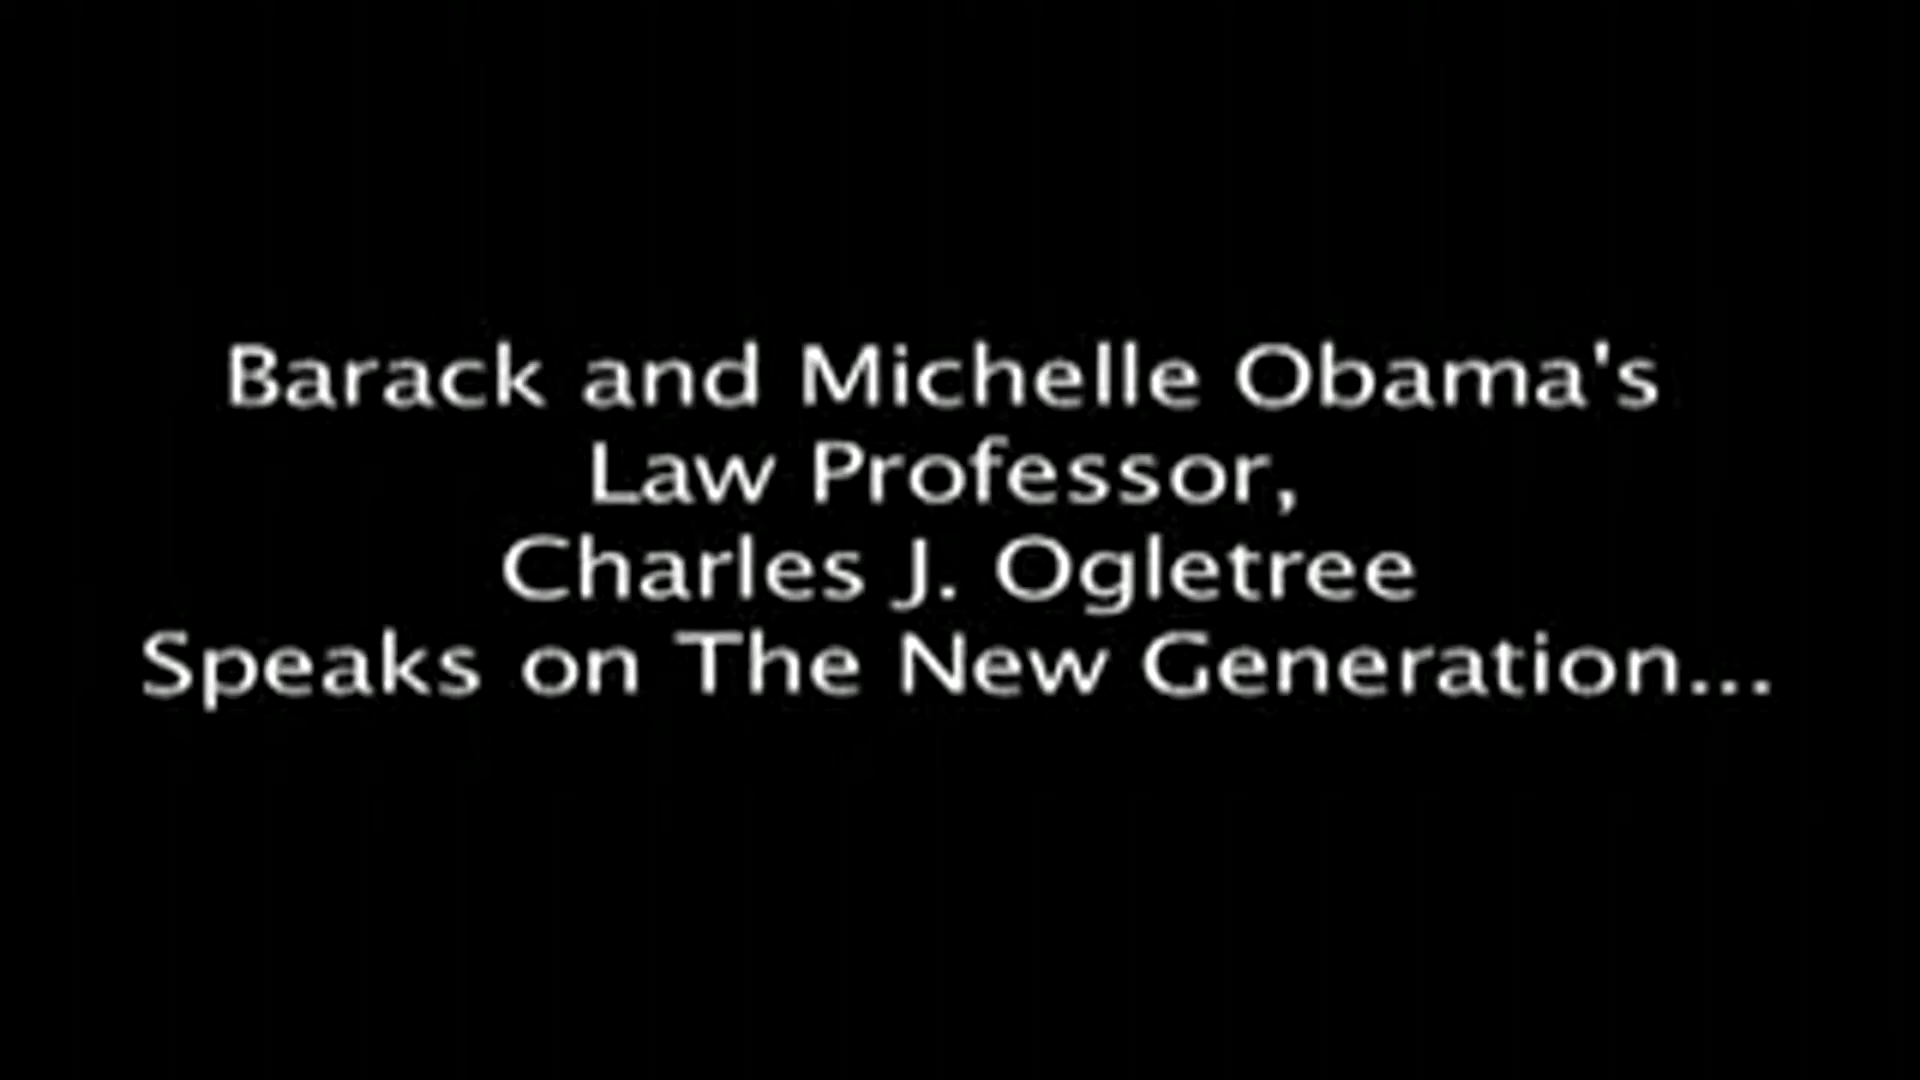 Barack and Michelle Obama's
Law Professor,
Charles J. Ogletree
Speaks on The New Generation...